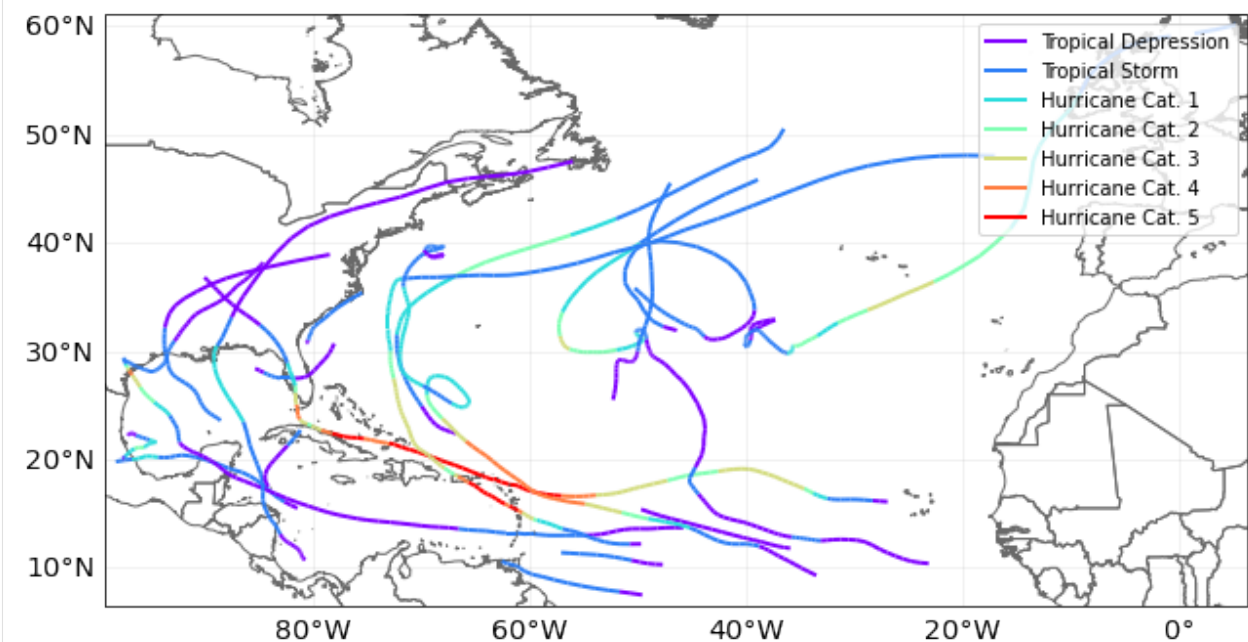 60°N
50°N
40°N
30°N
20°N
10°N
Tropical Depression
Tropical Storm
Hurricane Cat. 1
Hurricane Cat. 2
Hurricane Cat. 3
Hurricane Cat. 4
Hurricane Cat. 5
80°W
60°W
40°W
20°W
0°